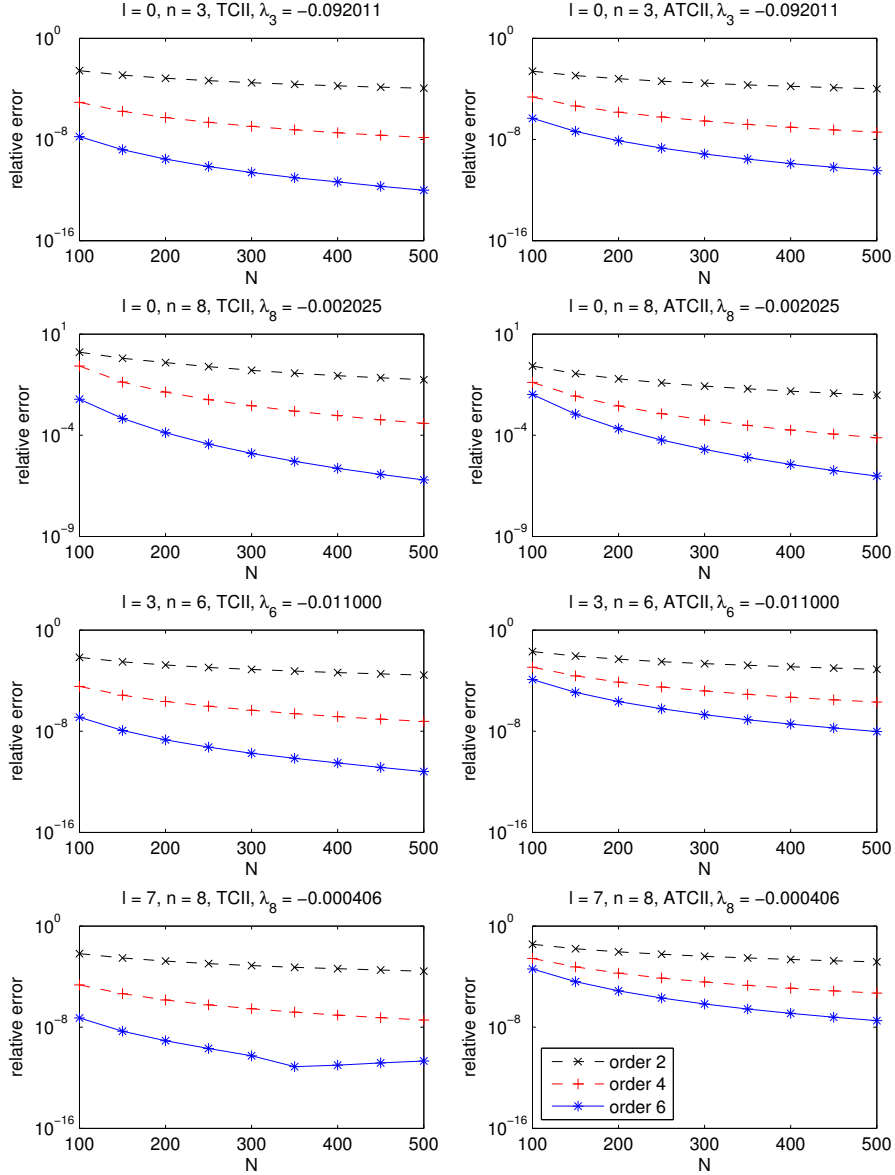 l = 0, n = 3, TCII, λ3 = −0.092011
10^0
10^−8
10^−16
relative error
100 200 300 400 500
N
l = 0, n = 3, ATCII, λ3 = −0.092011
10^0
10^−8
10^−16
relative error
100 200 300 400 500
N
l = 0, n = 8, TCII, λ8 = −0.002025
10^1
10^−4
10^−9
relative error
100 200 300 400 500
N
l = 0, n = 8, ATCII, λ8 = −0.002025
10^1
10^−4
10^−9
relative error
100 200 300 400 500
N
l = 3, n = 6, TCII, λ6 = −0.011000
10^0
10^−8
10^−16
relative error
100 200 300 400 500
N
l = 3, n = 6, ATCII, λ6 = −0.011000
10^0
10^−8
10^−16
relative error
100 200 300 400 500
N
l = 7, n = 8, TCII, λ8 = −0.000406
10^0
10^−8
10^−16
relative error
100 200 300 400 500
N
l = 7, n = 8, ATCII, λ8 = −0.000406
10^0
10^−8
10^−16
relative error
100 200 300 400 500
N
order 2
order 4
order 6